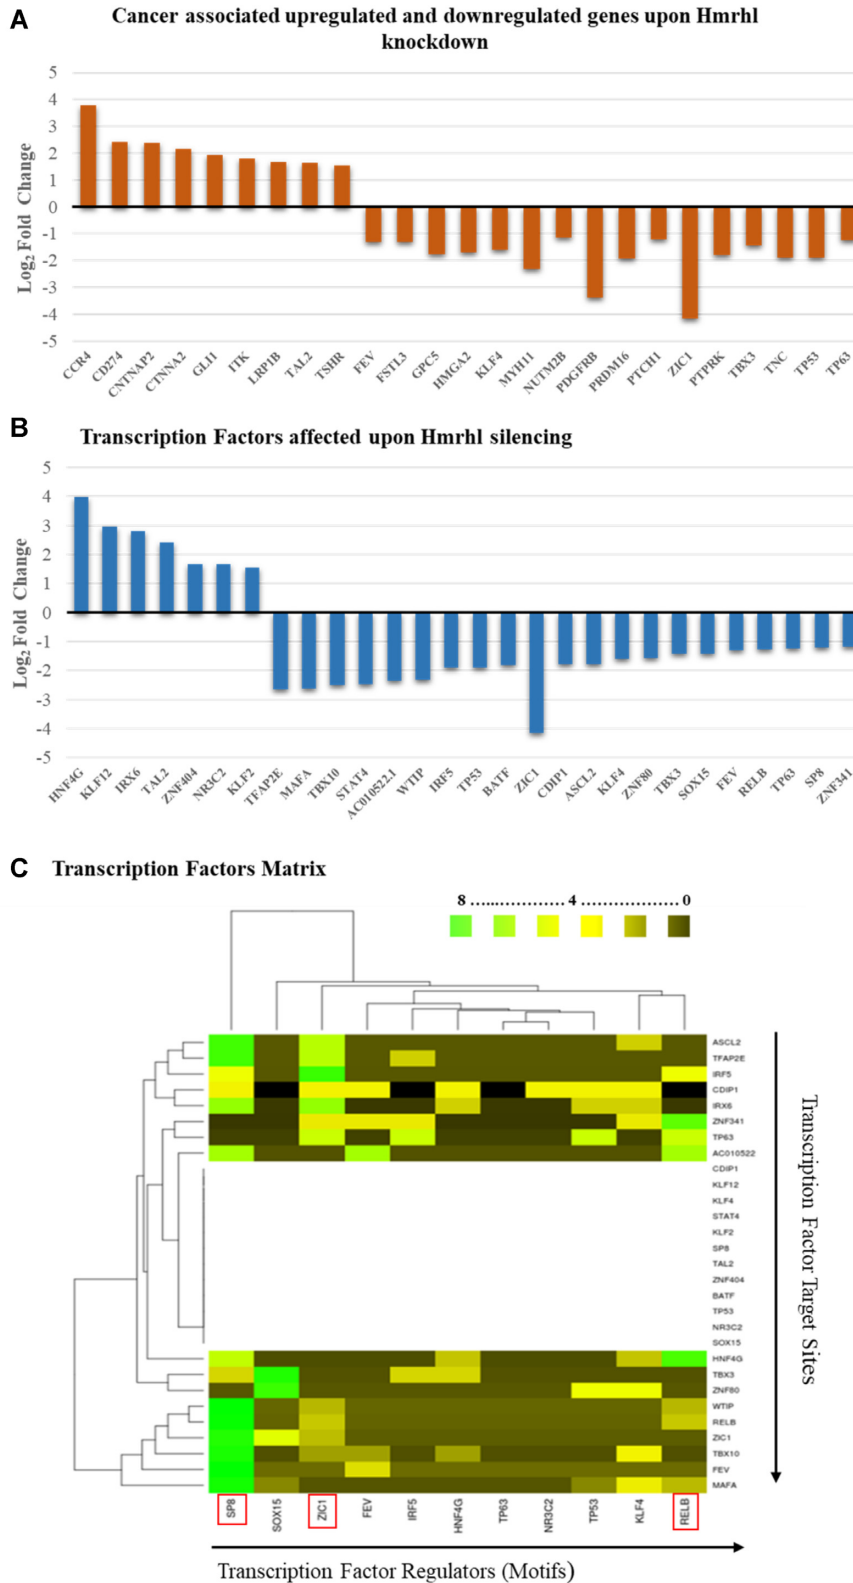 A
Cancer associated upregulated and downregulated genes upon Hmrhl
knockdown
Log2 Fold Change
5
4
3
2
1
0
-1
-2
-3
-4
-5
CCR4
CD274
CNTNAP2
CTNNA2
GLI1
ITK
LRP1B
TAL2
TSHR
FEV
FSTL3
GPC5
HMGA2
KLF4
MYH11
NUTM2B
PDGFRB
PRDM16
PTCH1
ZIC1
PTPRK
TBX3
TNC
TP53
TP63
B
Transcription Factors affected upon Hmrhl silencing
Log2 Fold Change
5
4
3
2
1
0
-1
-2
-3
-4
-5
HNF4G
KLF12
IRX6
TAL2
ZNF404
NR3C2
KLF2
TFAP2E
MAFA
TBX10
STAT4
AC010522.1
WTIP
IRF5
TP53
BATF
ZIC1
CDIP1
ASCL2
KLF4
ZNF80
TBX3
SOX15
FEV
RELB
TP63
SP8
ZNF341
C Transcription Factors Matrix
8 .................. 4 .................. 0
ASCL2
TFAP2E
IRF5
CDIP1
IRX6
ZNF341
TP63
AC010522
CDIP1
KLF12
KLF4
STAT4
KLF2
SP8
TAL2
ZNF404
BATF
TP53
NR3C2
SOX15
HNF4G
TBX3
ZNF80
WTIP
RELB
ZIC1
TBX10
FEV
MAFA
Transcription Factor Target Sites
SP8
SOX15
ZIC1
FEV
IRF5
HNF4G
TP63
NR3C2
TP53
KLF4
RELB
Transcription Factor Regulators (Motifs)